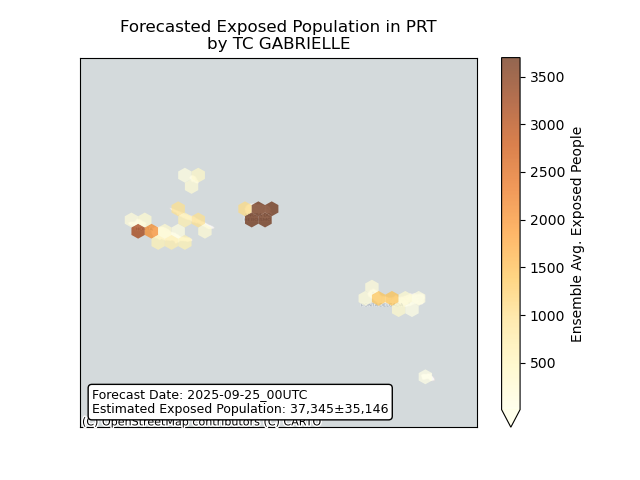 Forecasted Exposed Population in PRT
by TC GABRIELLE
3500
3000
2500
2000
1500
1000
500
Ensemble Avg. Exposed People
Forecast Date: 2025-09-25_00UTC
Estimated Exposed Population: 37,345±35,146
(C) OpenStreetMap contributors (C) CARTO